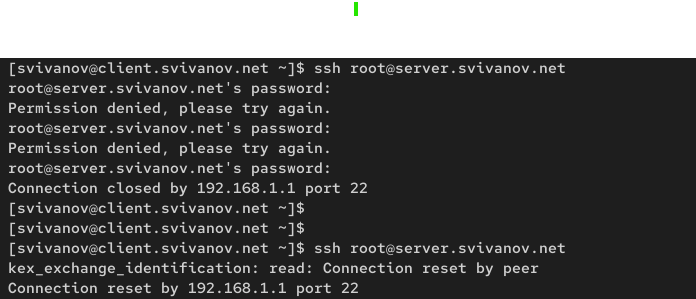 [svivanov@client.svivanov.net ~]$ ssh root@server.svivanov.net
root@server.svivanov.net's password:
Permission denied, please try again.
root@server.svivanov.net's password:
Permission denied, please try again.
root@server.svivanov.net's password:
Connection closed by 192.168.1.1 port 22
[svivanov@client.svivanov.net ~]$
[svivanov@client.svivanov.net ~]$
[svivanov@client.svivanov.net ~]$ ssh root@server.svivanov.net
kex_exchange_identification: read: Connection reset by peer
Connection reset by 192.168.1.1 port 22